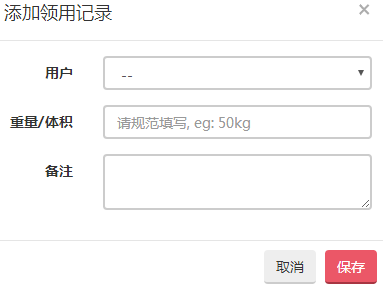 添加领用记录 ×
用户 --
重量/体积 请规范填写, eg: 50kg
备注
取消 保存